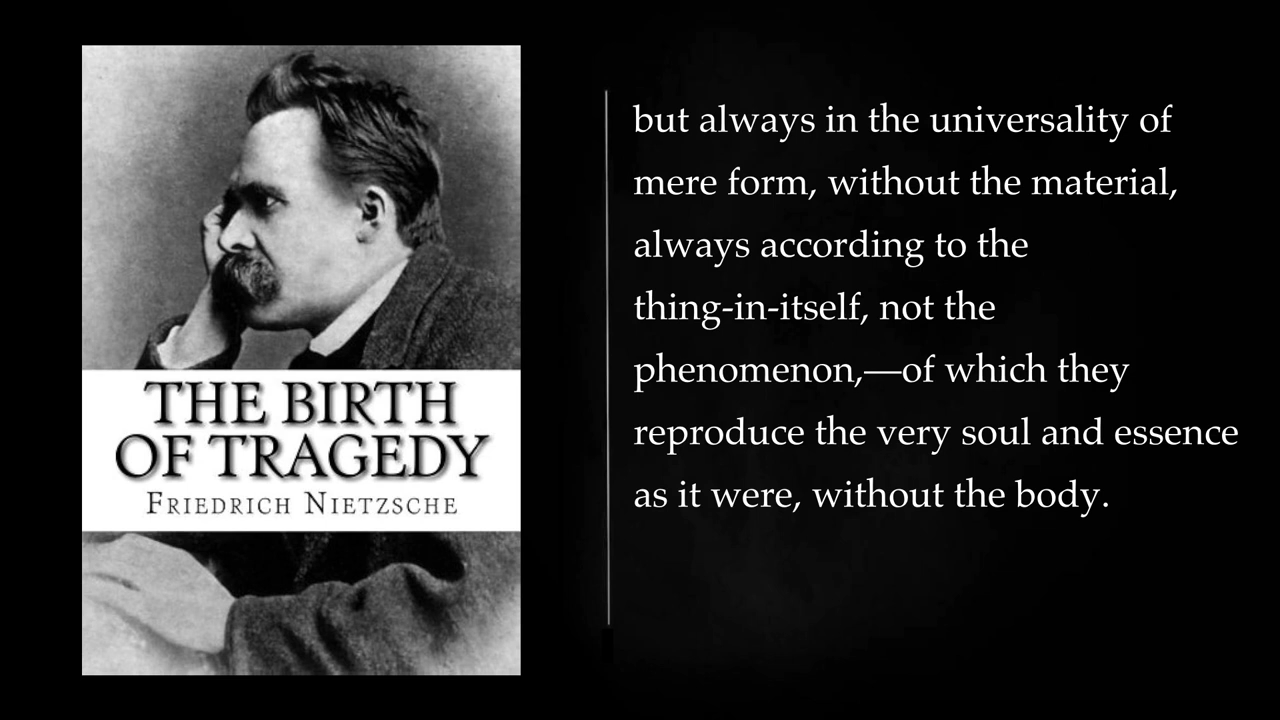 THE BIRTH
OF TRAGEDY
FRIEDRICH NIETZSCHE
but always in the universality of
mere form, without the material,
always according to the
thing-in-itself, not the
phenomenon,—of which they
reproduce the very soul and essence
as it were, without the body.